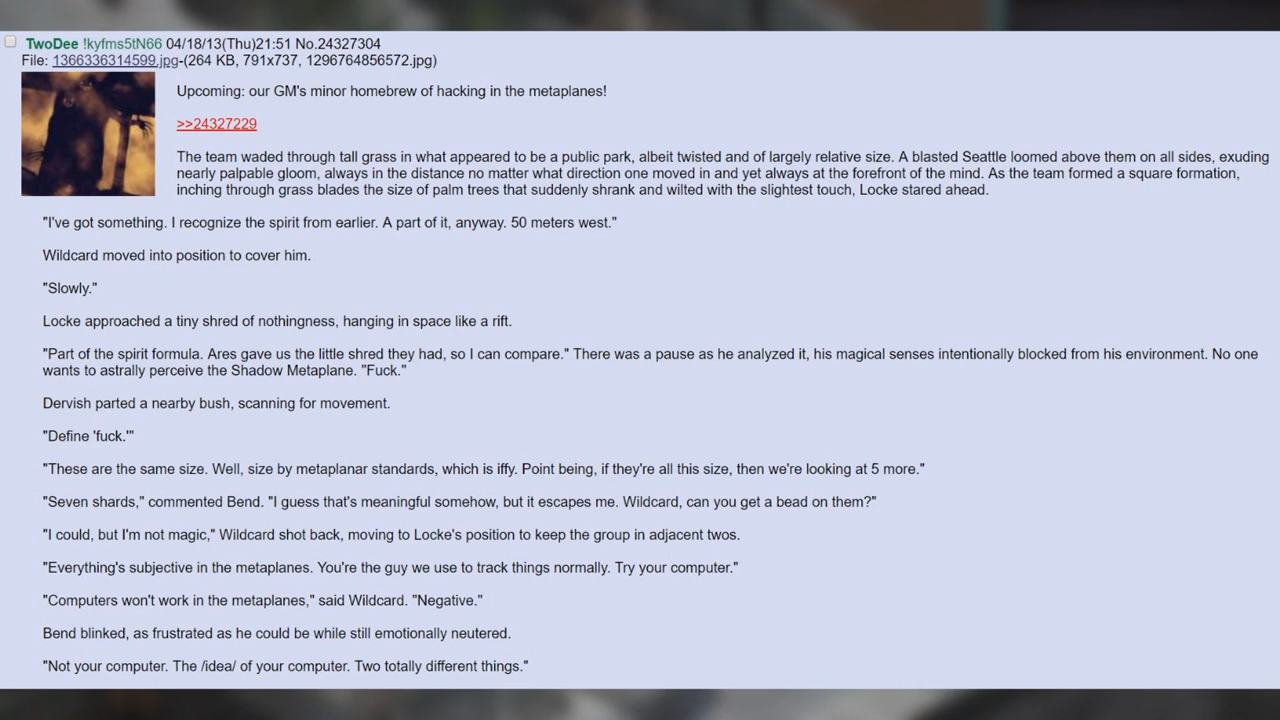 TwoDee !kyfms5tN66 04/18/13(Thu)21:51 No.24327304
File: 1366336314599.jpg-(264 KB, 791x737, 1296764856572.jpg)
Upcoming: our GM's minor homebrew of hacking in the metaplanes!
>>24327229
The team waded through tall grass in what appeared to be a public park, albeit twisted and of largely relative size. A blasted Seattle loomed above them on all sides, exuding
nearly palpable gloom, always in the distance no matter what direction one moved in and yet always at the forefront of the mind. As the team formed a square formation,
inching through grass blades the size of palm trees that suddenly shrank and wilted with the slightest touch, Locke stared ahead.
"I've got something. I recognize the spirit from earlier. A part of it, anyway. 50 meters west."
Wildcard moved into position to cover him.
"Slowly."
Locke approached a tiny shred of nothingness, hanging in space like a rift.
"Part of the spirit formula. Ares gave us the little shred they had, so I can compare." There was a pause as he analyzed it, his magical senses intentionally blocked from his environment. No one
wants to astrally perceive the Shadow Metaplane. "Fuck."
Dervish parted a nearby bush, scanning for movement.
"Define 'fuck.'"
"These are the same size. Well, size by metaplanar standards, which is iffy. Point being, if they're all this size, then we're looking at 5 more."
"Seven shards," commented Bend. "I guess that's meaningful somehow, but it escapes me. Wildcard, can you get a bead on them?"
"I could, but I'm not magic," Wildcard shot back, moving to Locke's position to keep the group in adjacent twos.
"Everything's subjective in the metaplanes. You're the guy we use to track things normally. Try your computer."
"Computers won't work in the metaplanes," said Wildcard. "Negative."
Bend blinked, as frustrated as he could be while still emotionally neutered.
"Not your computer. The /idea/ of your computer. Two totally different things."